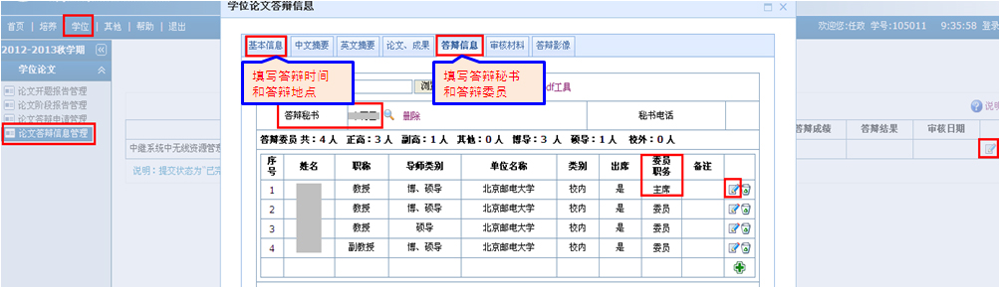 学位论文答辩信息
首页 | 培养 | 学位 | 其他 | 帮助 | 退出
欢迎您:任政 学号:105011 9:35:58 中
2012-2013秋学期
学位论文
论文开题报告管理
论文阶段报告管理
论文答辩申请管理
论文答辩信息管理
基本信息 中文摘要 英文摘要 论文、成果 答辩信息 审核材料 答辩影像
填写答辩时间
和答辩地点
填写答辩秘书
和答辩委员
df工具
答辩秘书 删除 秘书电话
答辩委员 共：4人 正高：3人 副高：1人 其他：0人 博导：3人 硕导：1人 校外：0人
序号 姓名 职称 导师类别 单位名称 类别 出席 委员职务 备注
1 教授 博、硕导 北京邮电大学 校内 是 主席
2 教授 博、硕导 北京邮电大学 校内 是 委员
3 教授 硕导 北京邮电大学 校内 是 委员
4 副教授 博、硕导 北京邮电大学 校内 是 委员
中继系统中无线资源管理
说明：提交状态为"已完
说明
答辩成绩 答辩结果 审核日期